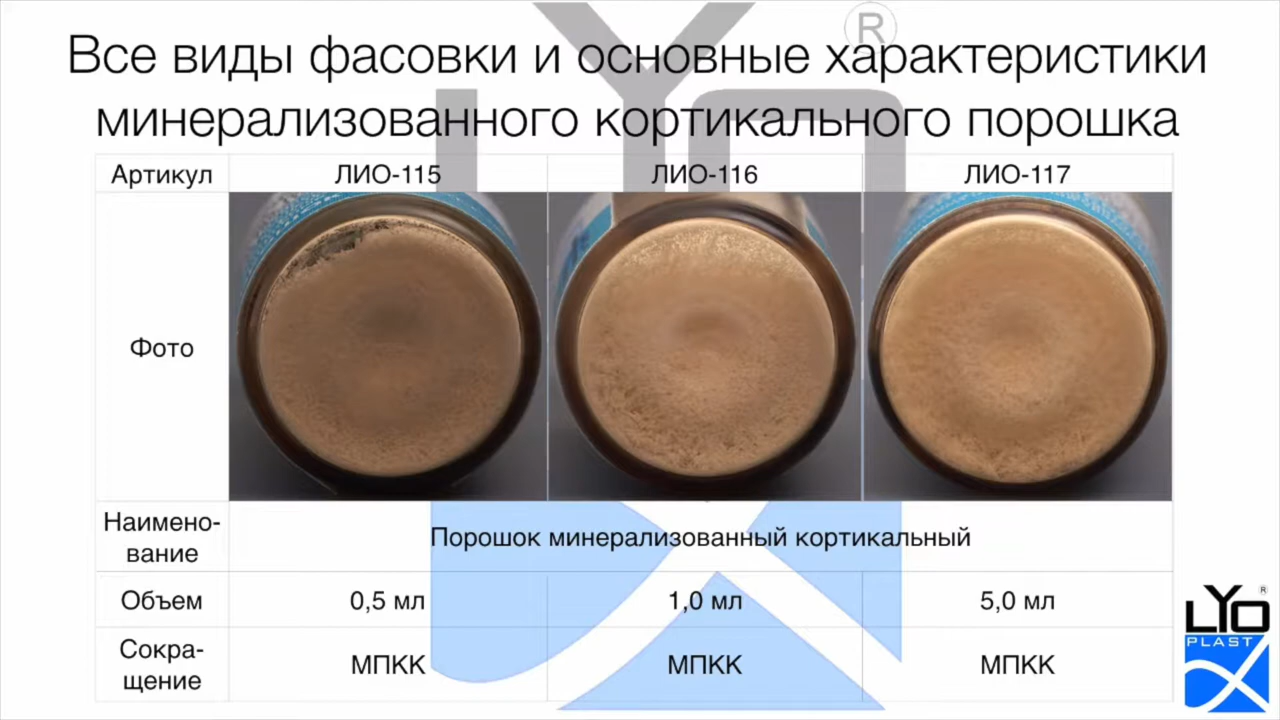 Все виды фасовки и основные характеристики
минерализованного кортикального порошка
Артикул ЛИО-115 ЛИО-116 ЛИО-117
Фото
Наимено-
вание
Порошок минерализованный кортикальный
Объем 0,5 мл 1,0 мл 5,0 мл
Сокра-
щение
МПКК МПКК МПКК
LYO ®
PLAST
LYO ®